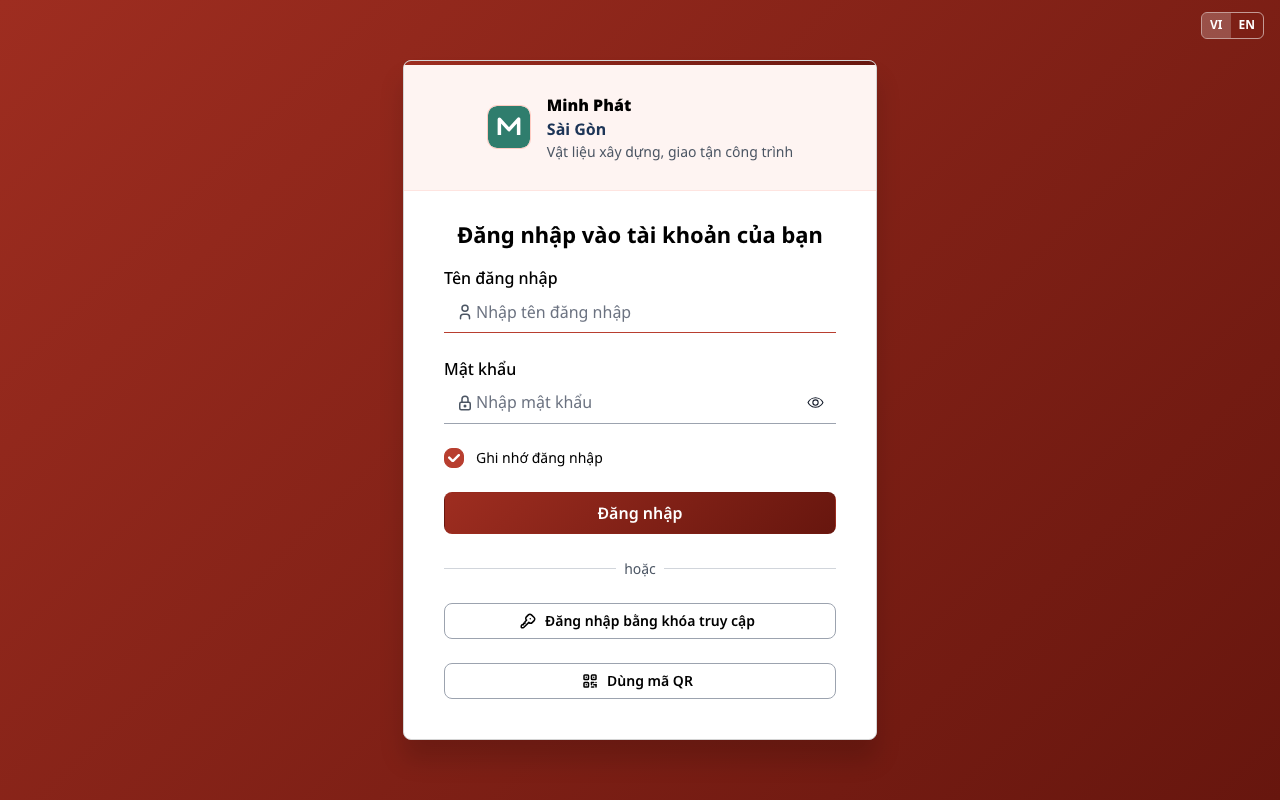 VI EN
Minh Phát
Sài Gòn
Vật liệu xây dựng, giao tận công trình
Đăng nhập vào tài khoản của bạn
Tên đăng nhập
Nhập tên đăng nhập
Mật khẩu
Nhập mật khẩu
Ghi nhớ đăng nhập
Đăng nhập
hoặc
Đăng nhập bằng khóa truy cập
Dùng mã QR